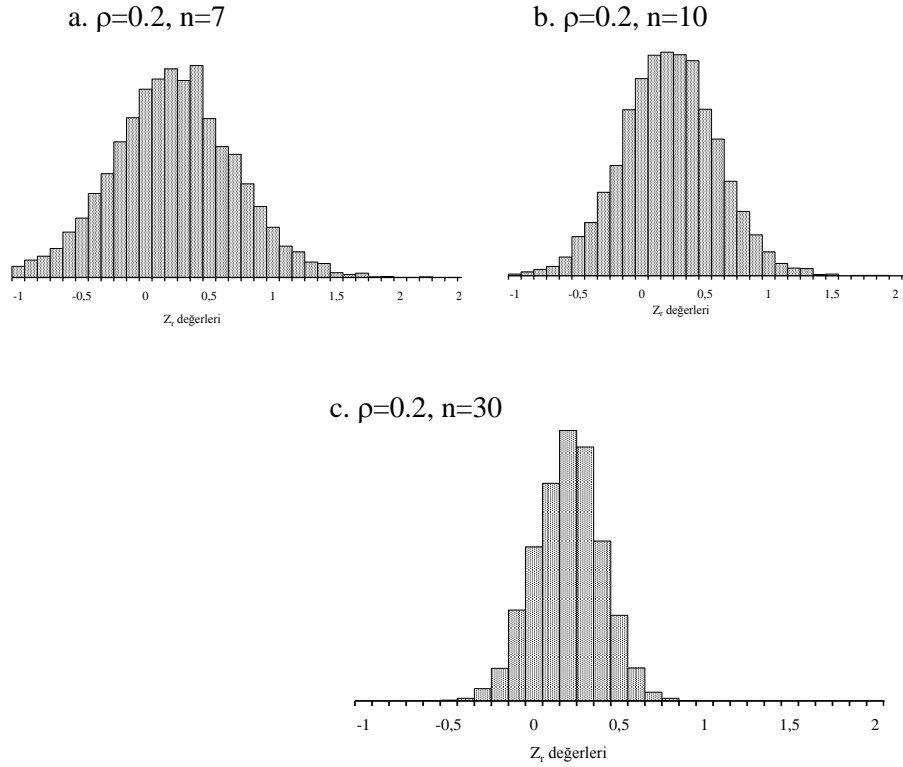 a. ρ=0.2, n=7
b. ρ=0.2, n=10
-1 -0,5 0 0,5 1 1,5 2 2
Zr değerleri
-1 -0,5 0 0,5 1 1,5 2
Zr değerleri
c. ρ=0.2, n=30
-1 -0,5 0 0,5 1 1,5 2
Zr değerleri